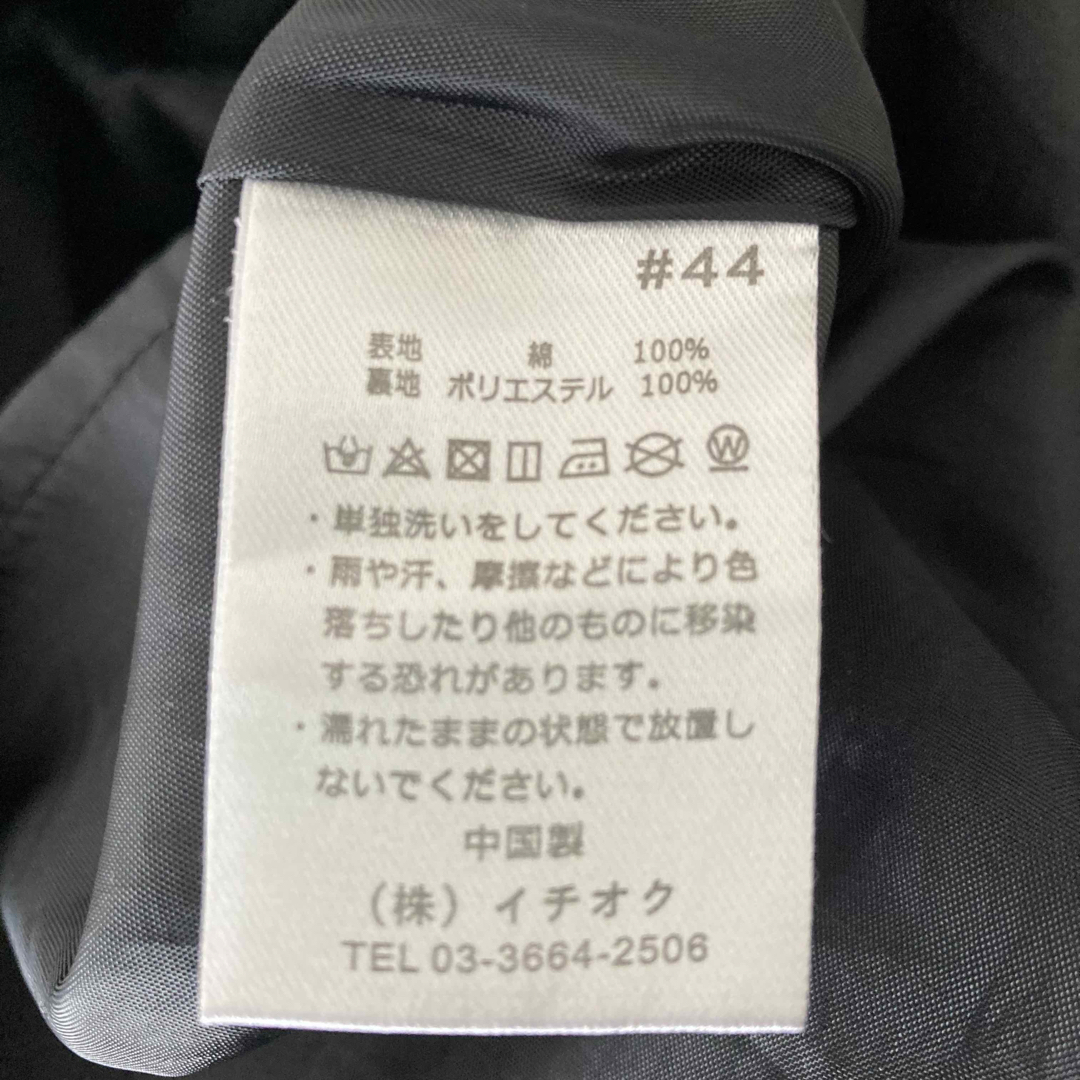 #44
表地 綿 100%
裏地 ポリエステル 100%
W
・単独洗いをしてください。
・雨や汗、摩擦などにより色
落ちしたり他のものに移染
する恐れがあります。
・濡れたままの状態で放置し
ないでください。
中国製
（株）イチオク
TEL 03-3664-2506